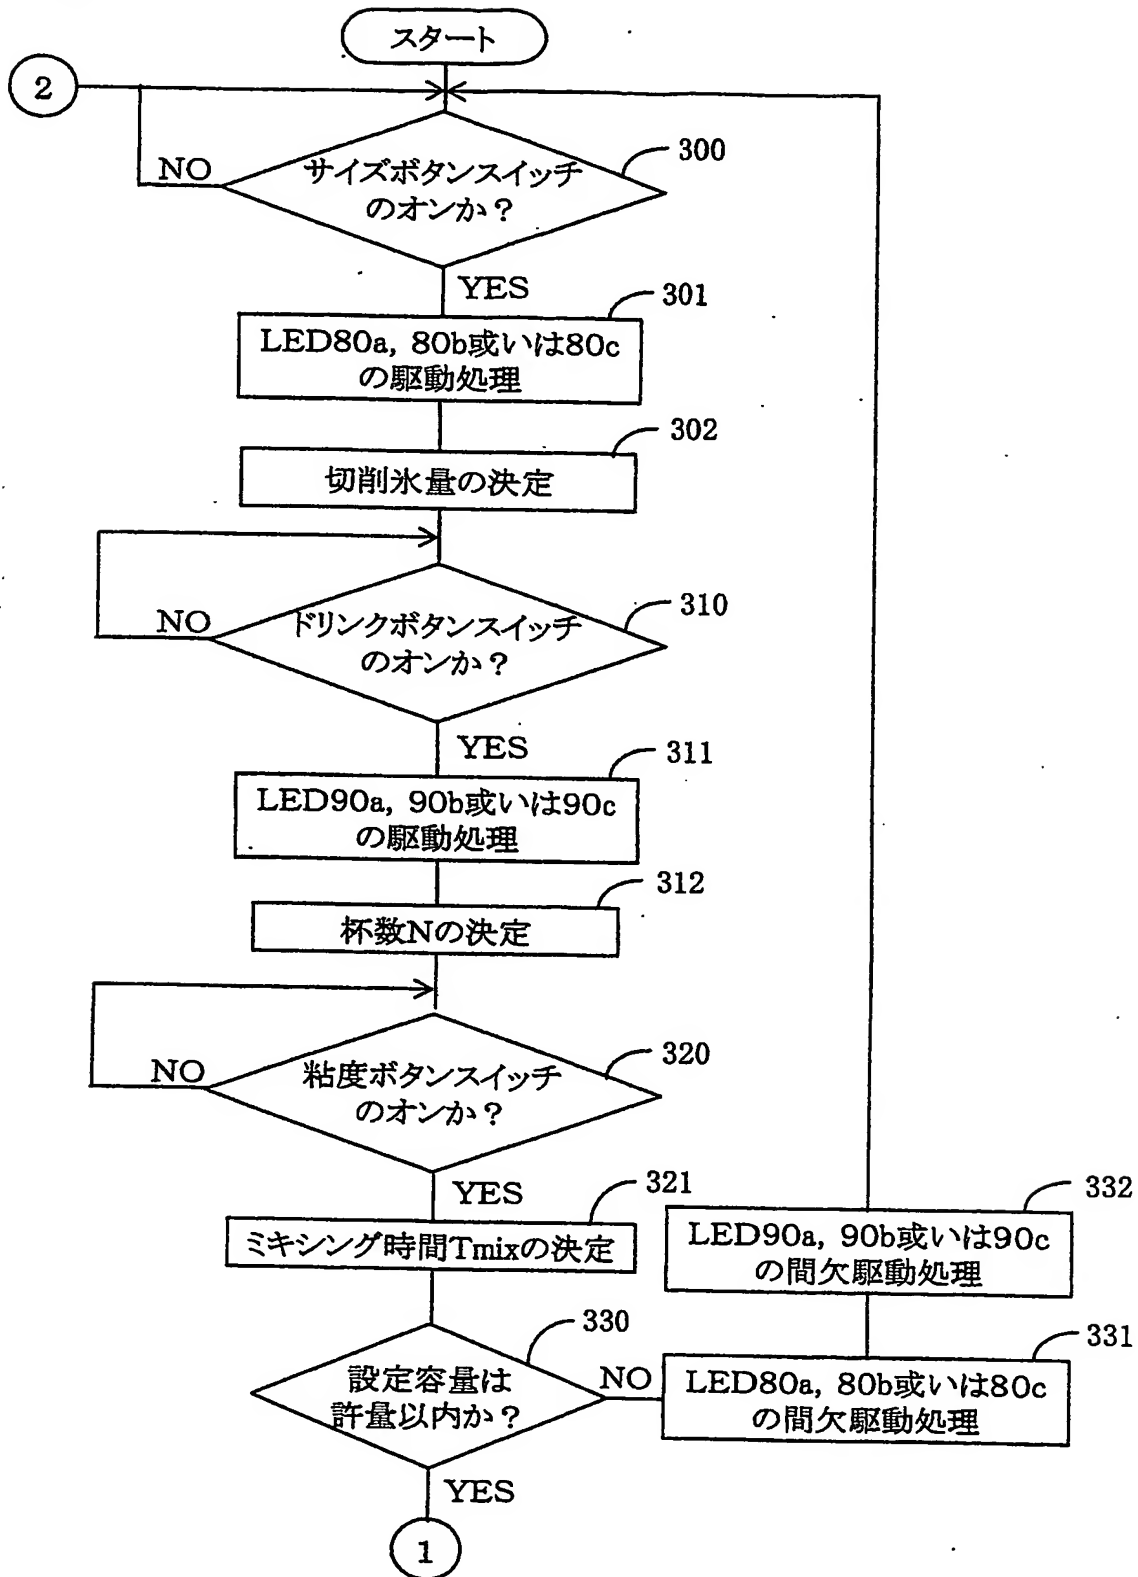 スタート
2
NO
サイズボタンスイッチ
のオンか?
300
YES
301
LED80a, 80b或いは80c
の駆動処理
302
切削氷量の決定
NO
ドリンクボタンスイッチ
のオンか?
310
YES
311
LED90a, 90b或いは90c
の駆動処理
312
杯数Nの決定
NO
粘度ボタンスイッチ
のオンか?
320
YES
321
ミキシング時間Tmixの決定
332
LED90a, 90b或いは90c
の間欠駆動処理
330
設定容量は
許量以内か?
NO
331
LED80a, 80b或いは80c
の間欠駆動処理
YES
1